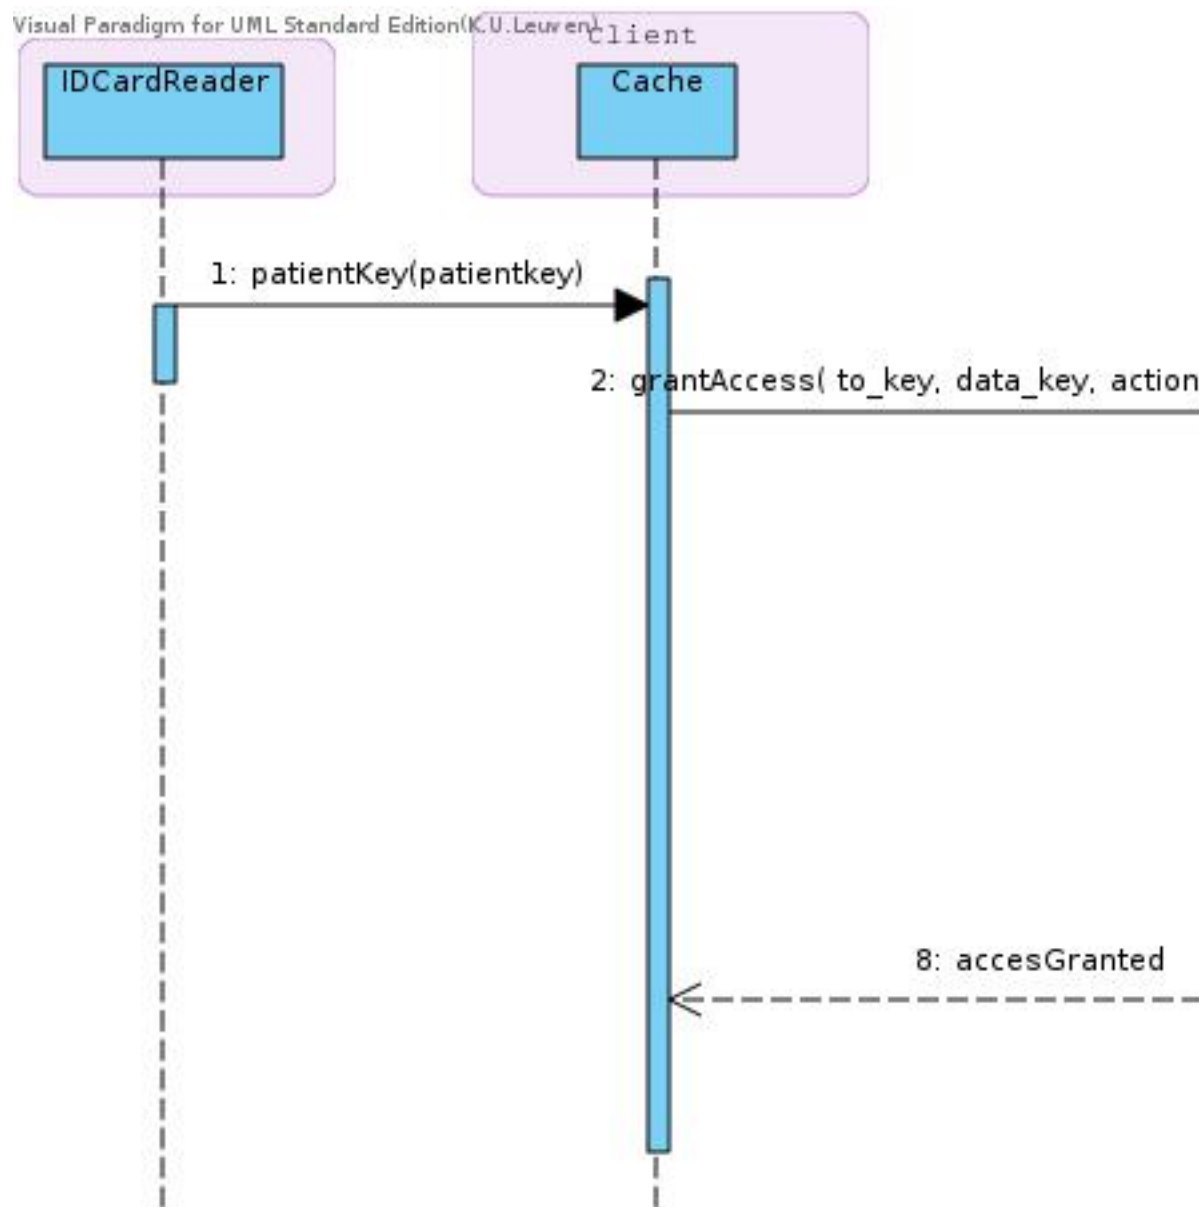 Visual Paradigm for UML Standard Edition(K.U.Leuven)
Client
IDCardReader
Cache
1: patientKey(patientkey)
2: grantAccess( to_key, data_key, action
8: accesGranted